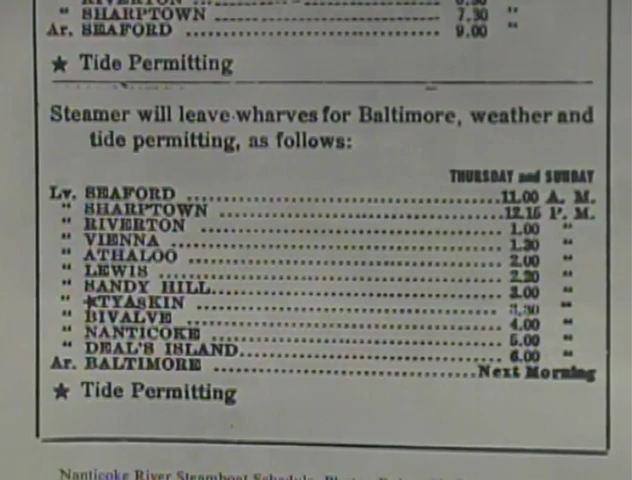 " SHARPTOWN 7.30 "
Ar. SEAFORD 9.00 "
★ Tide Permitting
Steamer will leave wharves for Baltimore, weather and
tide permitting, as follows:
THURSDAY and SUNDAY
Lv. SEAFORD 11.00 A. M.
" SHARPTOWN 12.15 P. M.
" RIVERTON 1.00 "
" VIENNA 1.30 "
" ATHALOO 2.00 "
" LEWIS 2.30 "
" SANDY HILL 3.00 "
" ★TYASKIN 3.30 "
" BIVALVE 4.00 "
" NANTICOKE 5.00 "
" DEAL'S ISLAND 6.00 "
Ar. BALTIMORE Next Morning
★ Tide Permitting
Nanticoke River Steamboat Schedule